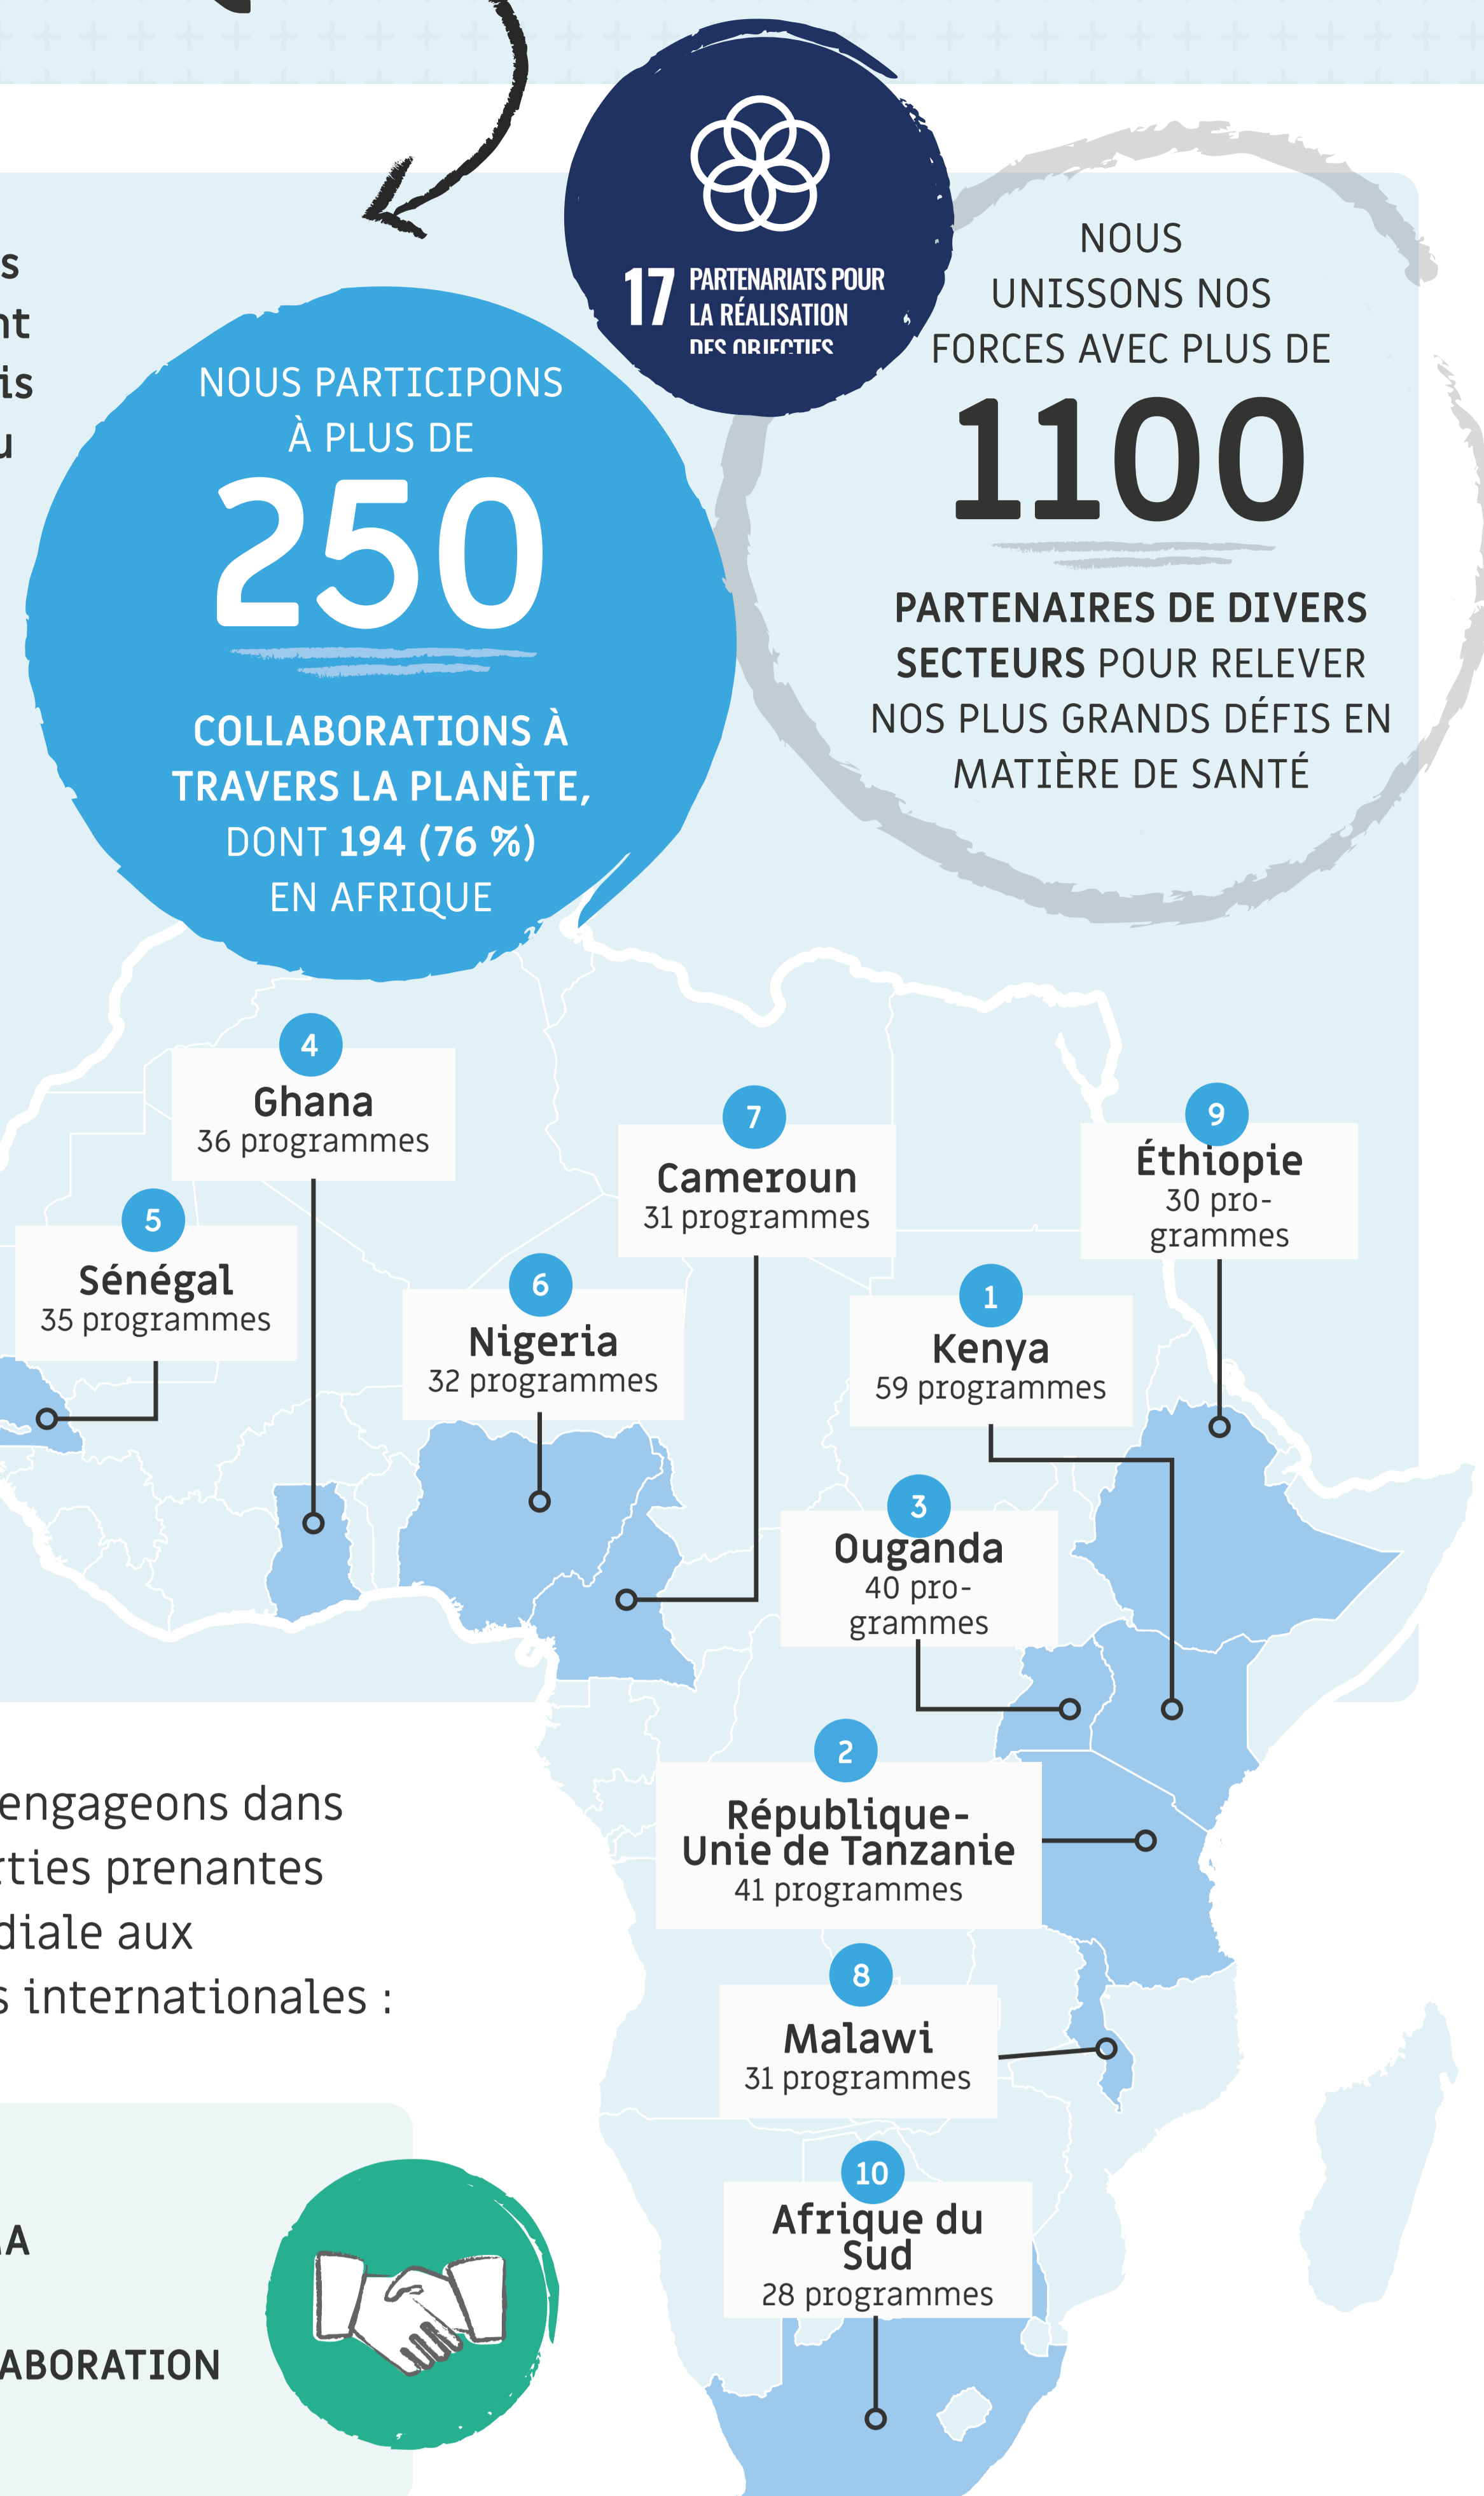 17 PARTENARIATS POUR
LA RÉALISATION
DES OBJECTIFS
NOUS
UNISSONS NOS
FORCES AVEC PLUS DE
1100
PARTENAIRES DE DIVERS
SECTEURS POUR RELEVER
NOS PLUS GRANDS DÉFIS EN
MATIÈRE DE SANTÉ
NOUS PARTICIPONS
À PLUS DE
250
COLLABORATIONS À
TRAVERS LA PLANÈTE,
DONT 194 (76 %)
EN AFRIQUE
4
Ghana
36 programmes
7
Cameroun
31 programmes
9
Éthiopie
30 pro-
grammes
5
Sénégal
35 programmes
6
Nigeria
32 programmes
1
Kenya
59 programmes
3
Ouganda
40 pro-
grammes
2
République-
Unie de Tanzanie
41 programmes
engageons dans
prenantes
aux
internationales :
8
Malawi
31 programmes
10
Afrique du
Sud
28 programmes